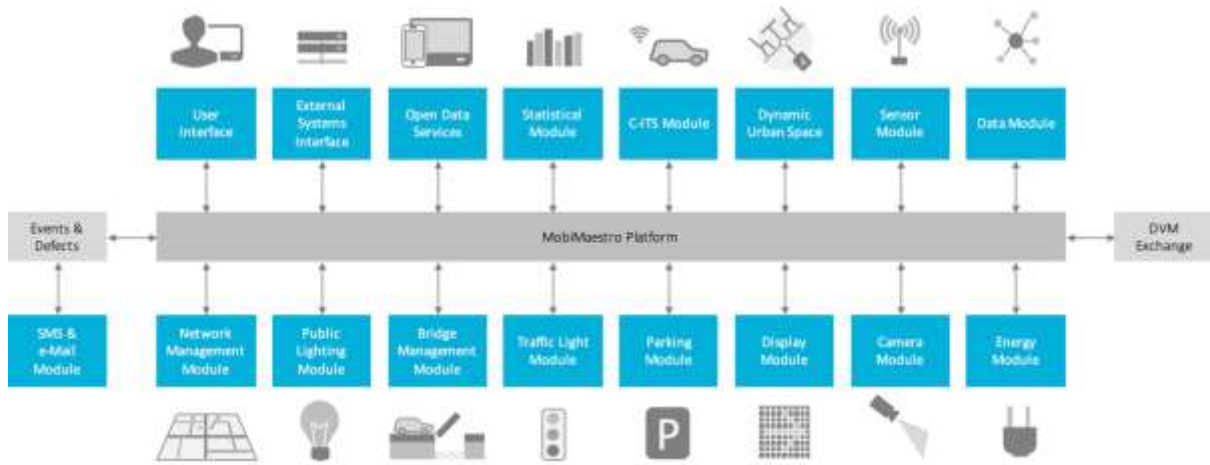 User
Interface
External
Systems
Interface
Open Data
Services
Statistical
Module
C-ITS Module
Dynamic
Urban Space
Sensor
Module
Data Module
Events &
Defects
MobiMaestro Platform
DVM
Exchange
SMS &
e-Mail
Module
Network
Management
Module
Public
Lighting
Module
Bridge
Management
Module
Traffic Light
Module
Parking
Module
Display
Module
Camera
Module
Energy
Module
P